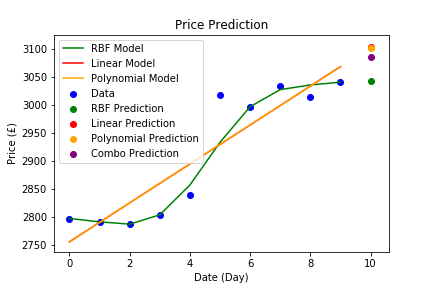 Price Prediction
3100
3050
3000
2950
2900
2850
2800
2750
Price (£)
RBF Model
Linear Model
Polynomial Model
Data
RBF Prediction
Linear Prediction
Polynomial Prediction
Combo Prediction
0 2 4 6 8 10
Date (Day)